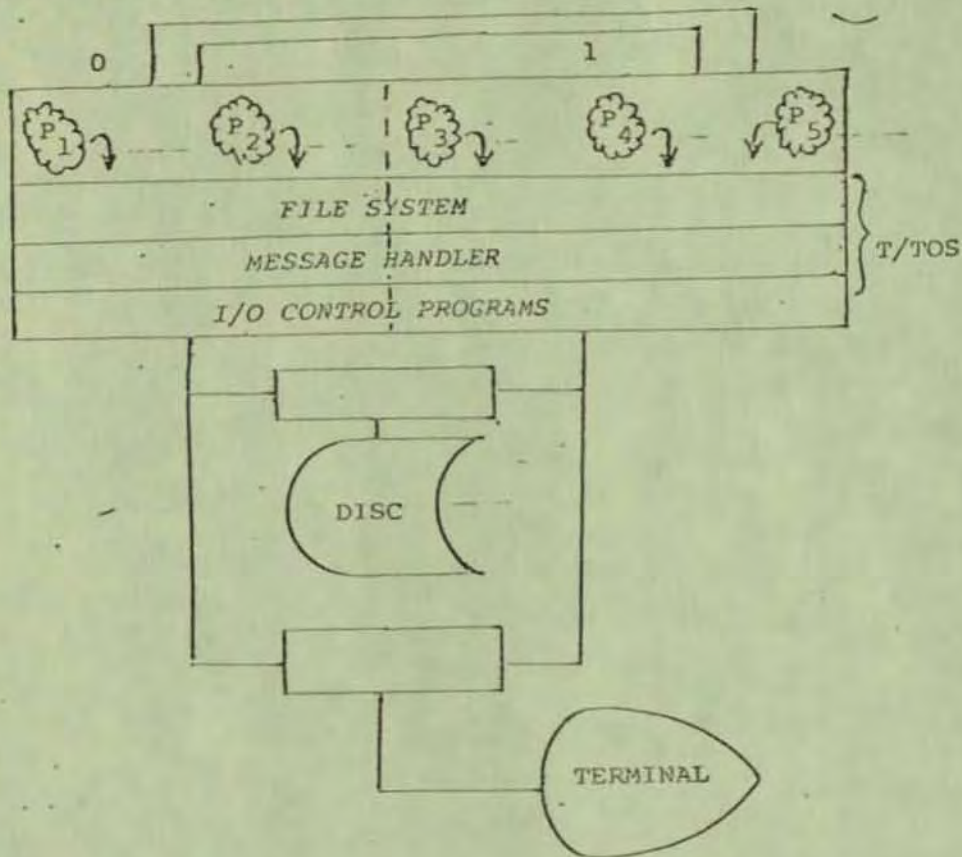 0 1
P1 P2 P3 P4 P5
FILE SYSTEM
MESSAGE HANDLER
T/TOS
I/O CONTROL PROGRAMS
DISC
TERMINAL